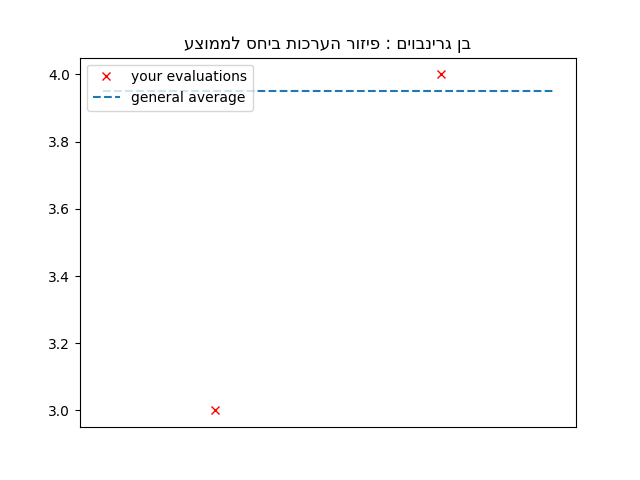 בן גרינבוים : פיזור הערכות ביחס לממוצע
4.0
your evaluations
general average
3.8
3.6
3.4
3.2
3.0